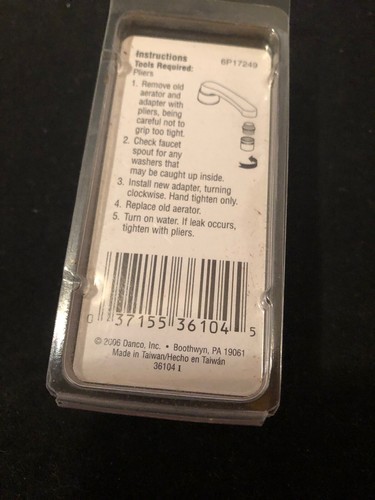 Instructions
6P17249
Tools Required:
Pliers
1. Remove old
aerator and
adapter with
pliers, being
careful not to
grip too tight.
2. Check faucet
spout for any
washers that
may be caught up inside.
3. Install new adapter, turning
clockwise. Hand tighten only.
4. Replace old aerator.
5. Turn on water. If leak occurs,
tighten with pliers.
0 37155 36104 5
© 2006 Danco, Inc. • Boothwyn, PA 19061
Made in Taiwan/Hecho en Taiwán
36104 I